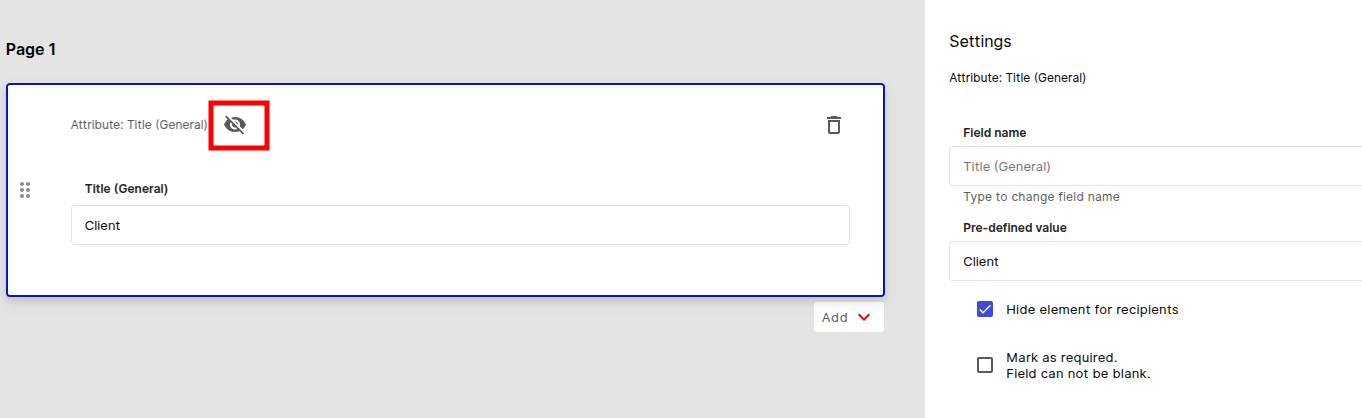 Page 1
Attribute: Title (General)
Title (General)
Client
Add
Settings
Attribute: Title (General)
Field name
Title (General)
Type to change field name
Pre-defined value
Client
Hide element for recipients
Mark as required.
Field can not be blank.